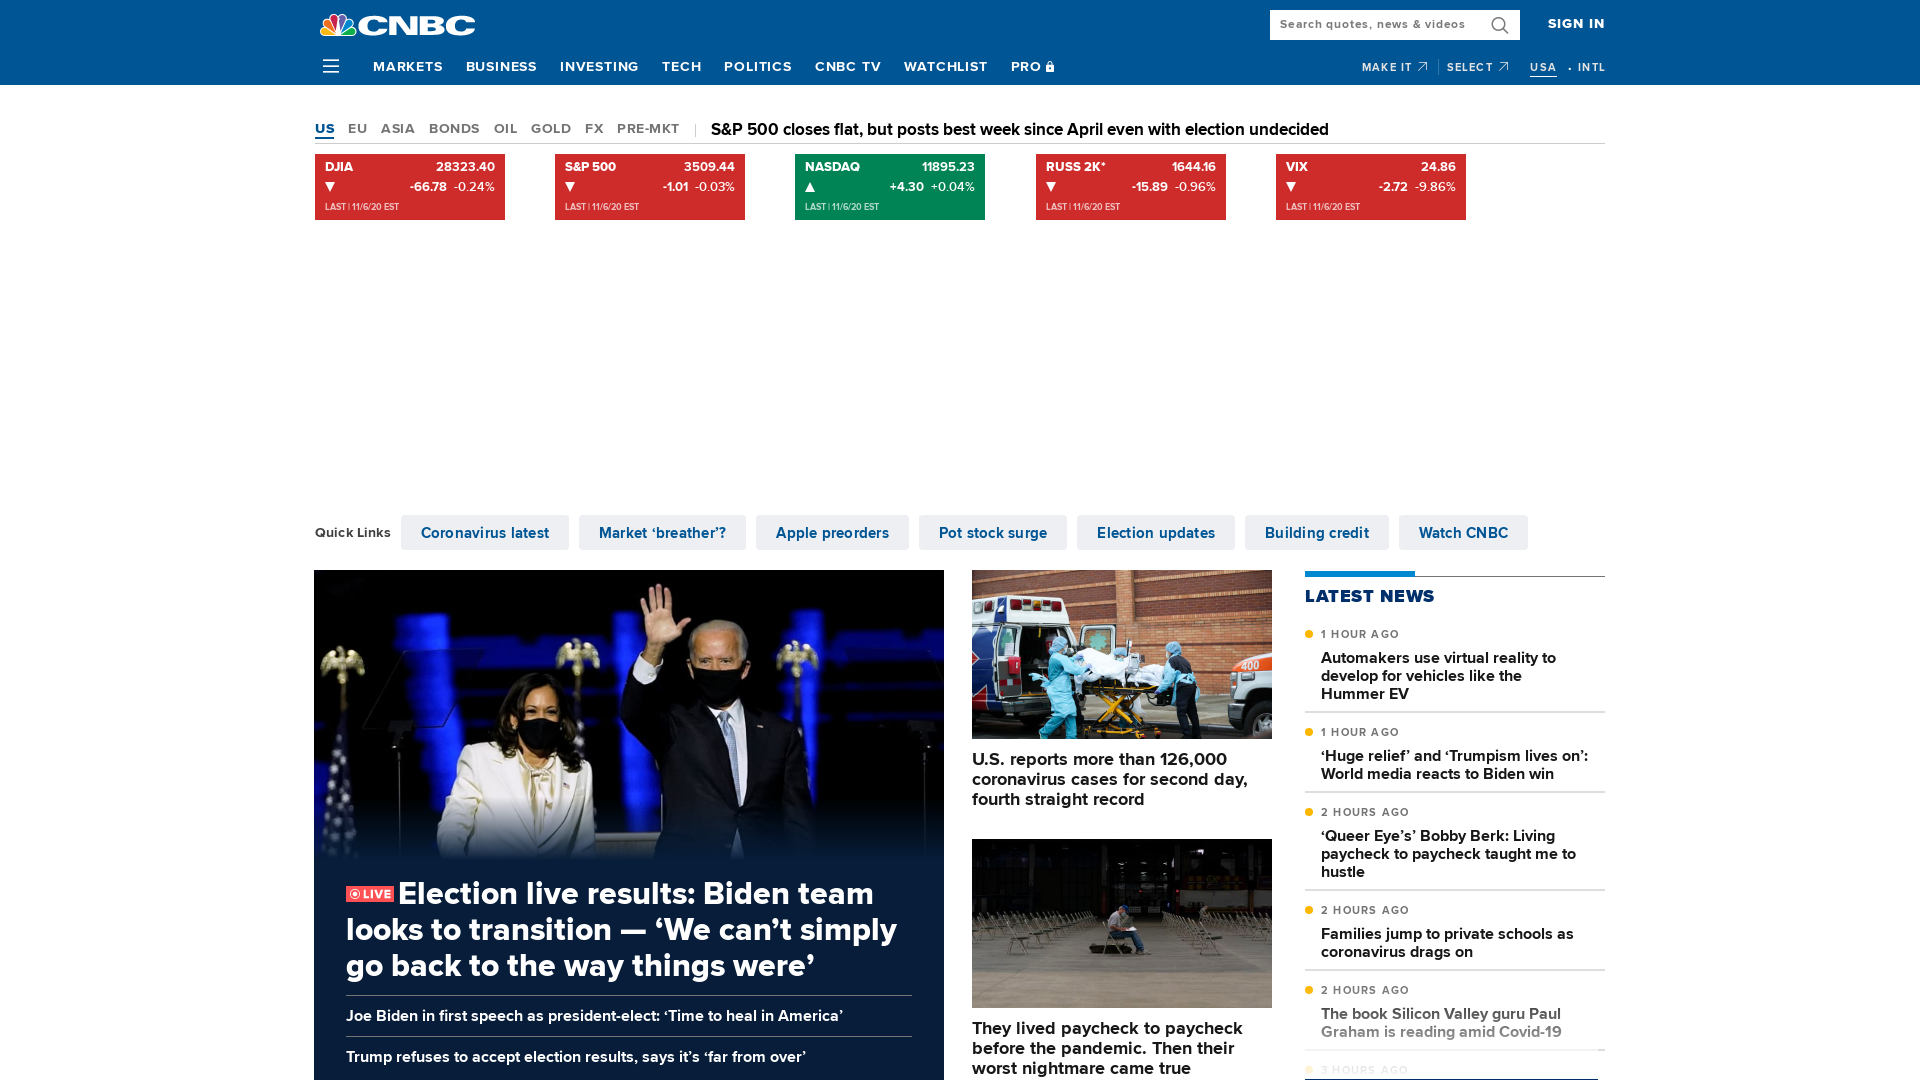 CNBC
Search quotes, news & videos
SIGN IN
MARKETS BUSINESS INVESTING TECH POLITICS CNBC TV WATCHLIST PRO
MAKE IT SELECT USA • INTL
US EU ASIA BONDS OIL GOLD FX PRE-MKT
S&P 500 closes flat, but posts best week since April even with election undecided
DJIA 28323.40
-66.78 -0.24%
LAST | 11/6/20 EST
S&P 500 3509.44
-1.01 -0.03%
LAST | 11/6/20 EST
NASDAQ 11895.23
+4.30 +0.04%
LAST | 11/6/20 EST
RUSS 2K* 1644.16
-15.89 -0.96%
LAST | 11/6/20 EST
VIX 24.86
-2.72 -9.86%
LAST | 11/6/20 EST
Quick Links
Coronavirus latest
Market ‘breather’?
Apple preorders
Pot stock surge
Election updates
Building credit
Watch CNBC
LIVE Election live results: Biden team
looks to transition — ‘We can’t simply
go back to the way things were’
Joe Biden in first speech as president-elect: ‘Time to heal in America’
Trump refuses to accept election results, says it’s ‘far from over’
400
U.S. reports more than 126,000
coronavirus cases for second day,
fourth straight record
They lived paycheck to paycheck
before the pandemic. Then their
worst nightmare came true
LATEST NEWS
1 HOUR AGO
Automakers use virtual reality to
develop for vehicles like the
Hummer EV
1 HOUR AGO
‘Huge relief’ and ‘Trumpism lives on’:
World media reacts to Biden win
2 HOURS AGO
‘Queer Eye’s’ Bobby Berk: Living
paycheck to paycheck taught me to
hustle
2 HOURS AGO
Families jump to private schools as
coronavirus drags on
2 HOURS AGO
The book Silicon Valley guru Paul
Graham is reading amid Covid-19
3 HOURS AGO